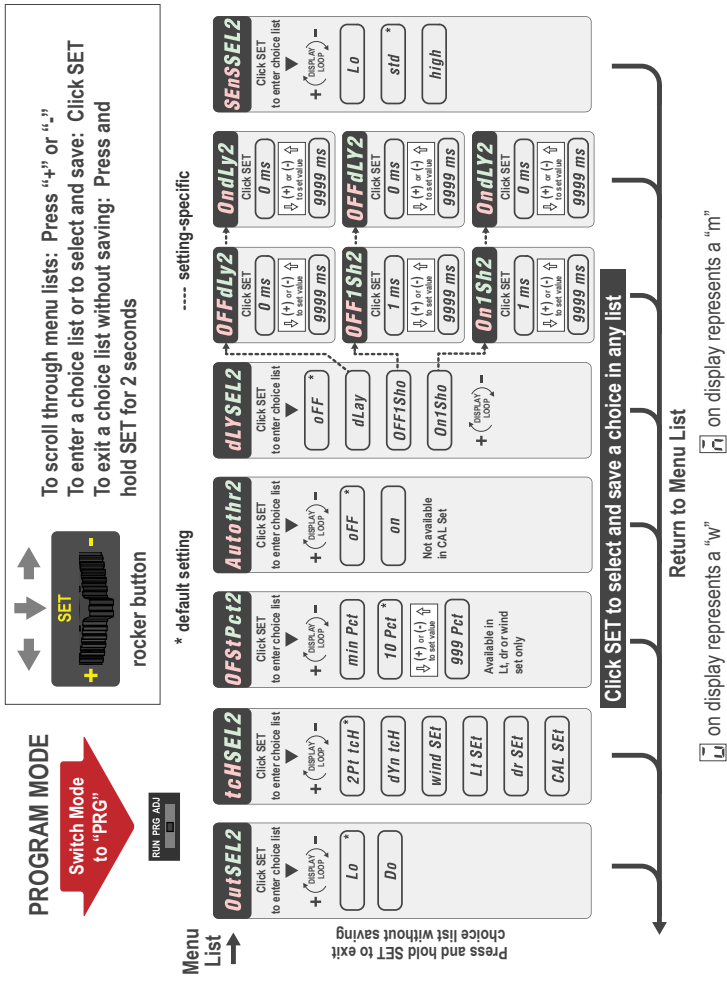 PROGRAM MODE
Switch Mode
to “PRG”
RUN PRG ADJ
+ SET -
rocker button
To scroll through menu lists: Press “+” or “-”
To enter a choice list or to select and save: Click SET
To exit a choice list without saving: Press and
hold SET for 2 seconds
* default setting
---- setting-specific
Menu
List
Press and hold SET to exit
choice list without saving
OutSEL2
Click SET
to enter choice list
+ DISPLAY LOOP -
Lo *
Do
tcHSEL2
Click SET
to enter choice list
+ DISPLAY LOOP -
2Pt tcH *
dYn tcH
wind SEt
Lt SEt
dr SEt
CAL SEt
OFStPct2
Click SET
to enter choice list
+ DISPLAY LOOP -
min Pct
10 Pct *
(+) or (-)
to set value
999 Pct
Available in
Lt, dr or wind
set only
Autothr2
Click SET
to enter choice list
+ DISPLAY LOOP -
oFF *
on
Not available
in CAL Set
dLYSEL2
Click SET
to enter choice list
oFF *
dLay
OFF1Sho
On1Sho
+ DISPLAY LOOP -
OFFdLy2
Click SET
0 ms
(+) or (-)
to set value
9999 ms
OndLy2
Click SET
0 ms
(+) or (-)
to set value
9999 ms
OFF1Sh2
Click SET
1 ms
(+) or (-)
to set value
9999 ms
OFFdLY2
Click SET
0 ms
(+) or (-)
to set value
9999 ms
On1Sh2
Click SET
1 ms
(+) or (-)
to set value
9999 ms
OndLY2
Click SET
0 ms
(+) or (-)
to set value
9999 ms
SEnSSEL2
Click SET
to enter choice list
+ DISPLAY LOOP -
Lo
std *
high
Click SET to select and save a choice in any list
Return to Menu List
on display represents a “w”
on display represents a “m”